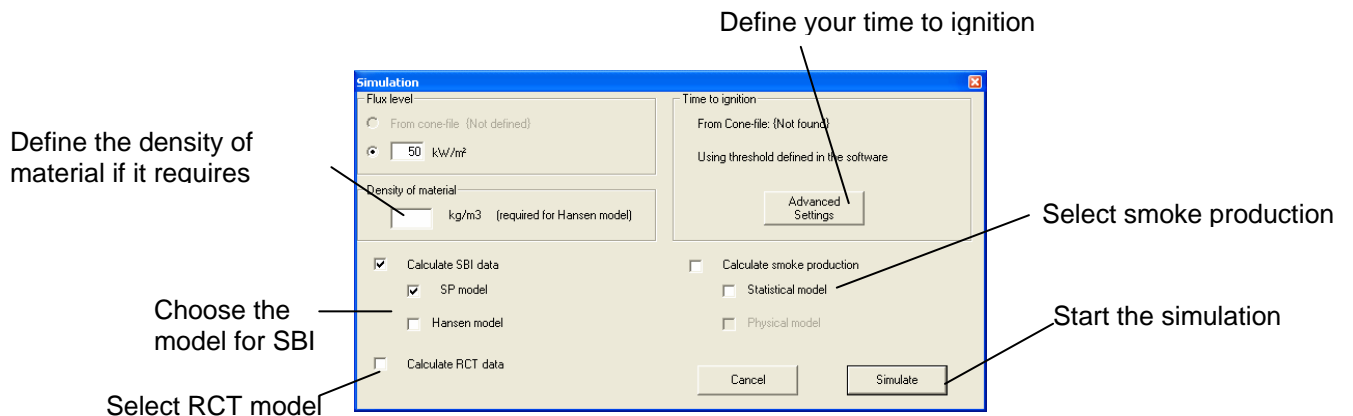 Define your time to ignition
Simulation
Flux level
From cone-file {Not defined}
50 kW/m²
Time to ignition
From Cone-file: {Not found}
Using threshold defined in the software
Advanced
Settings
Define the density of
material if it requires
Density of material
kg/m3 (required for Hansen model)
Select smoke production
Calculate SBI data
SP model
Hansen model
Calculate smoke production
Statistical model
Physical model
Choose the
model for SBI
Start the simulation
Calculate RCT data
Cancel
Simulate
Select RCT model